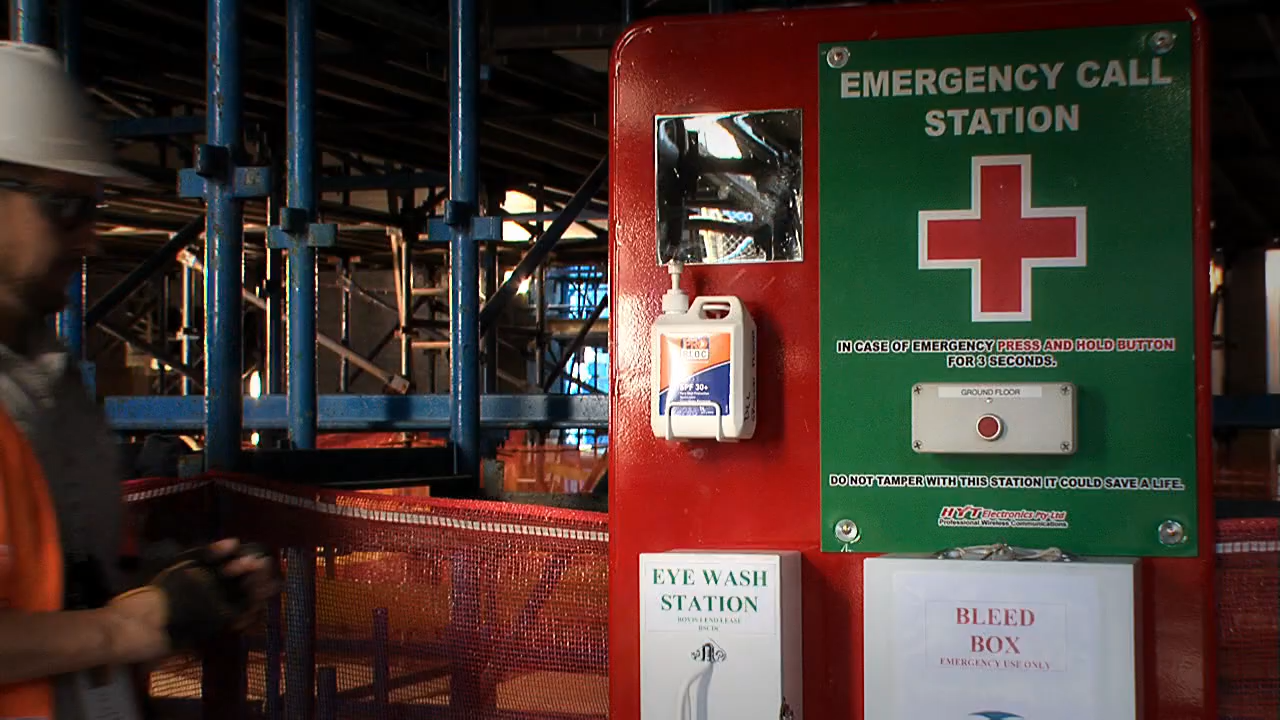 EMERGENCY CALL
STATION
IN CASE OF EMERGENCY PRESS AND HOLD BUTTON
FOR 3 SECONDS.
GROUND FLOOR
DO NOT TAMPER WITH THIS STATION IT COULD SAVE A LIFE.
HYT Electronics Pty Ltd
Professional Wireless Communications
PRO
BLOC
SPF 30+
EYE WASH
STATION
BLEED
BOX
EMERGENCY USE ONLY